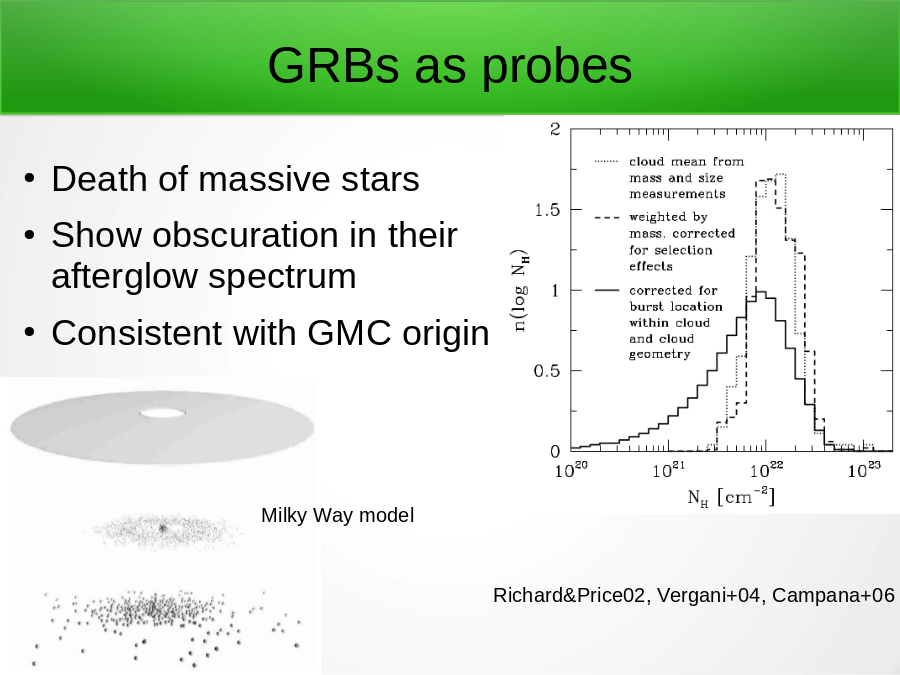 GRBs as probes
• Death of massive stars
• Show obscuration in their
afterglow spectrum
• Consistent with GMC origin
2
1.5
1
0.5
0
n(log N_H)
cloud mean from
mass and size
measurements
weighted by
mass, corrected
for selection
effects
corrected for
burst location
within cloud
and cloud
geometry
10^20 10^21 10^22 10^23
N_H [cm^-2]
Milky Way model
Richard&Price02, Vergani+04, Campana+06